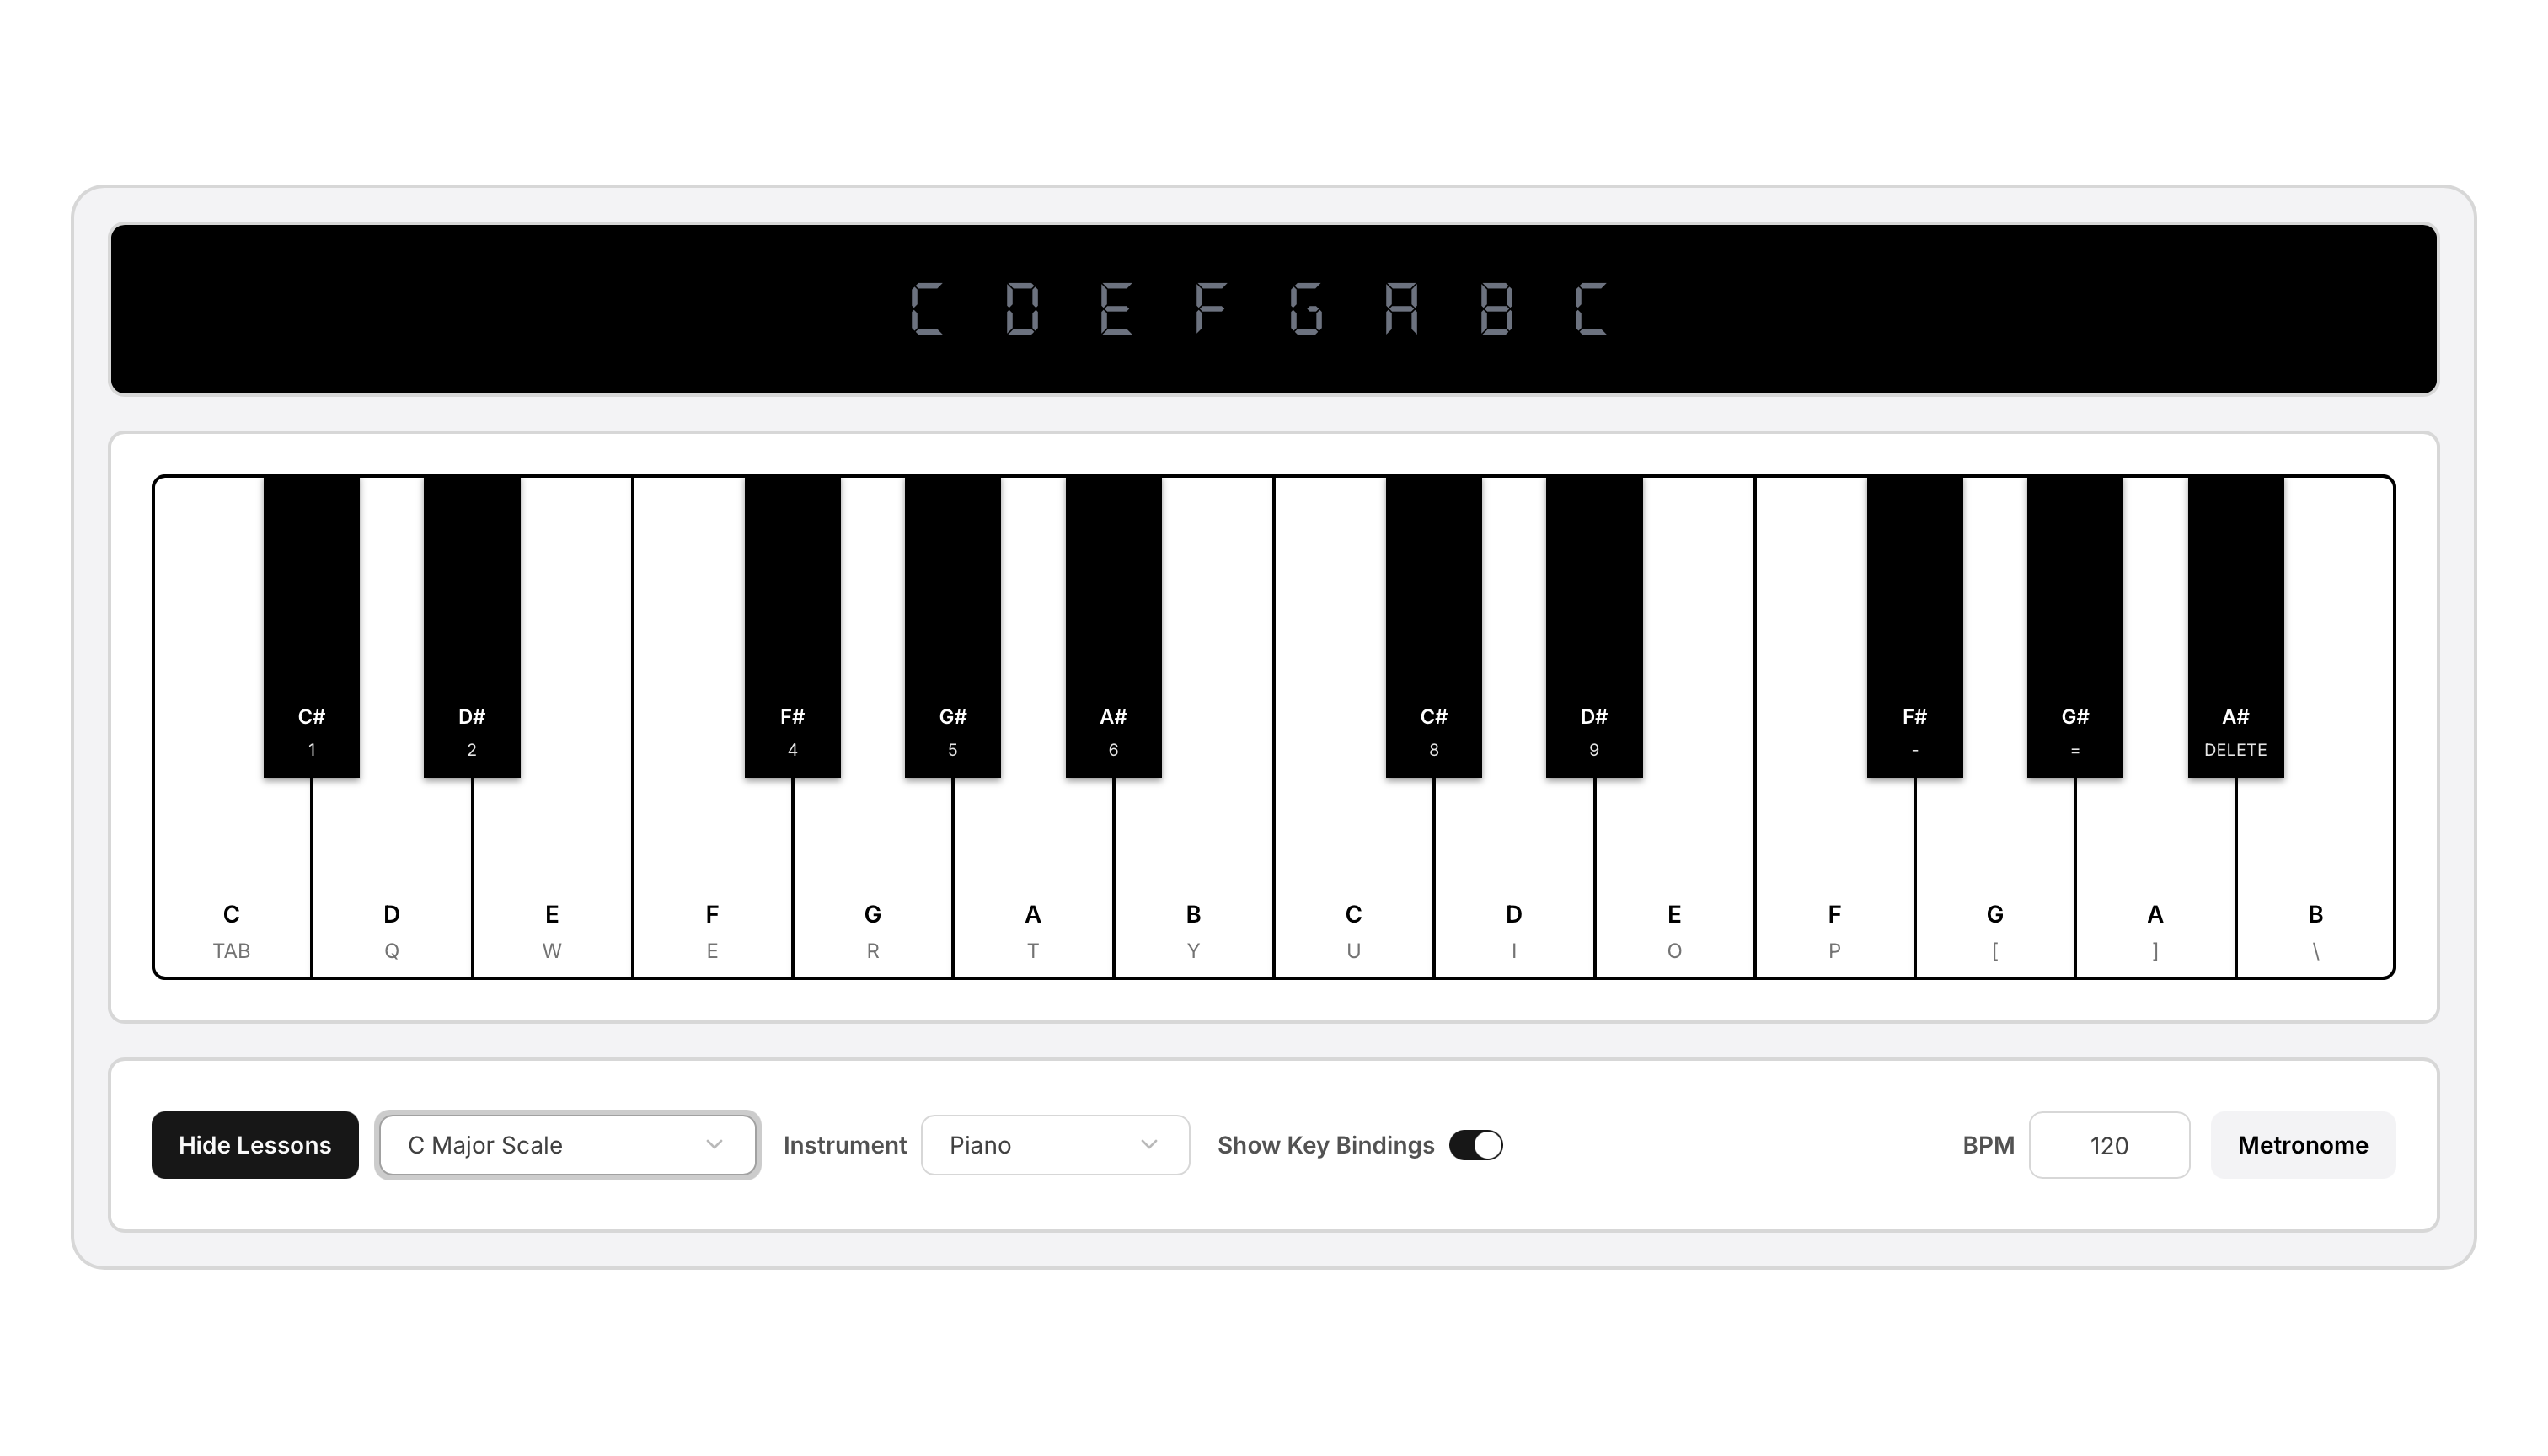 C D E F G A B C
C# D# F# G# A# C# D# F# G# A#
1 2 4 5 6 8 9 - = DELETE
C D E F G A B C D E F G A B
TAB Q W E R T Y U I O P [ ] \
Hide Lessons C Major Scale Instrument Piano Show Key Bindings BPM 120 Metronome